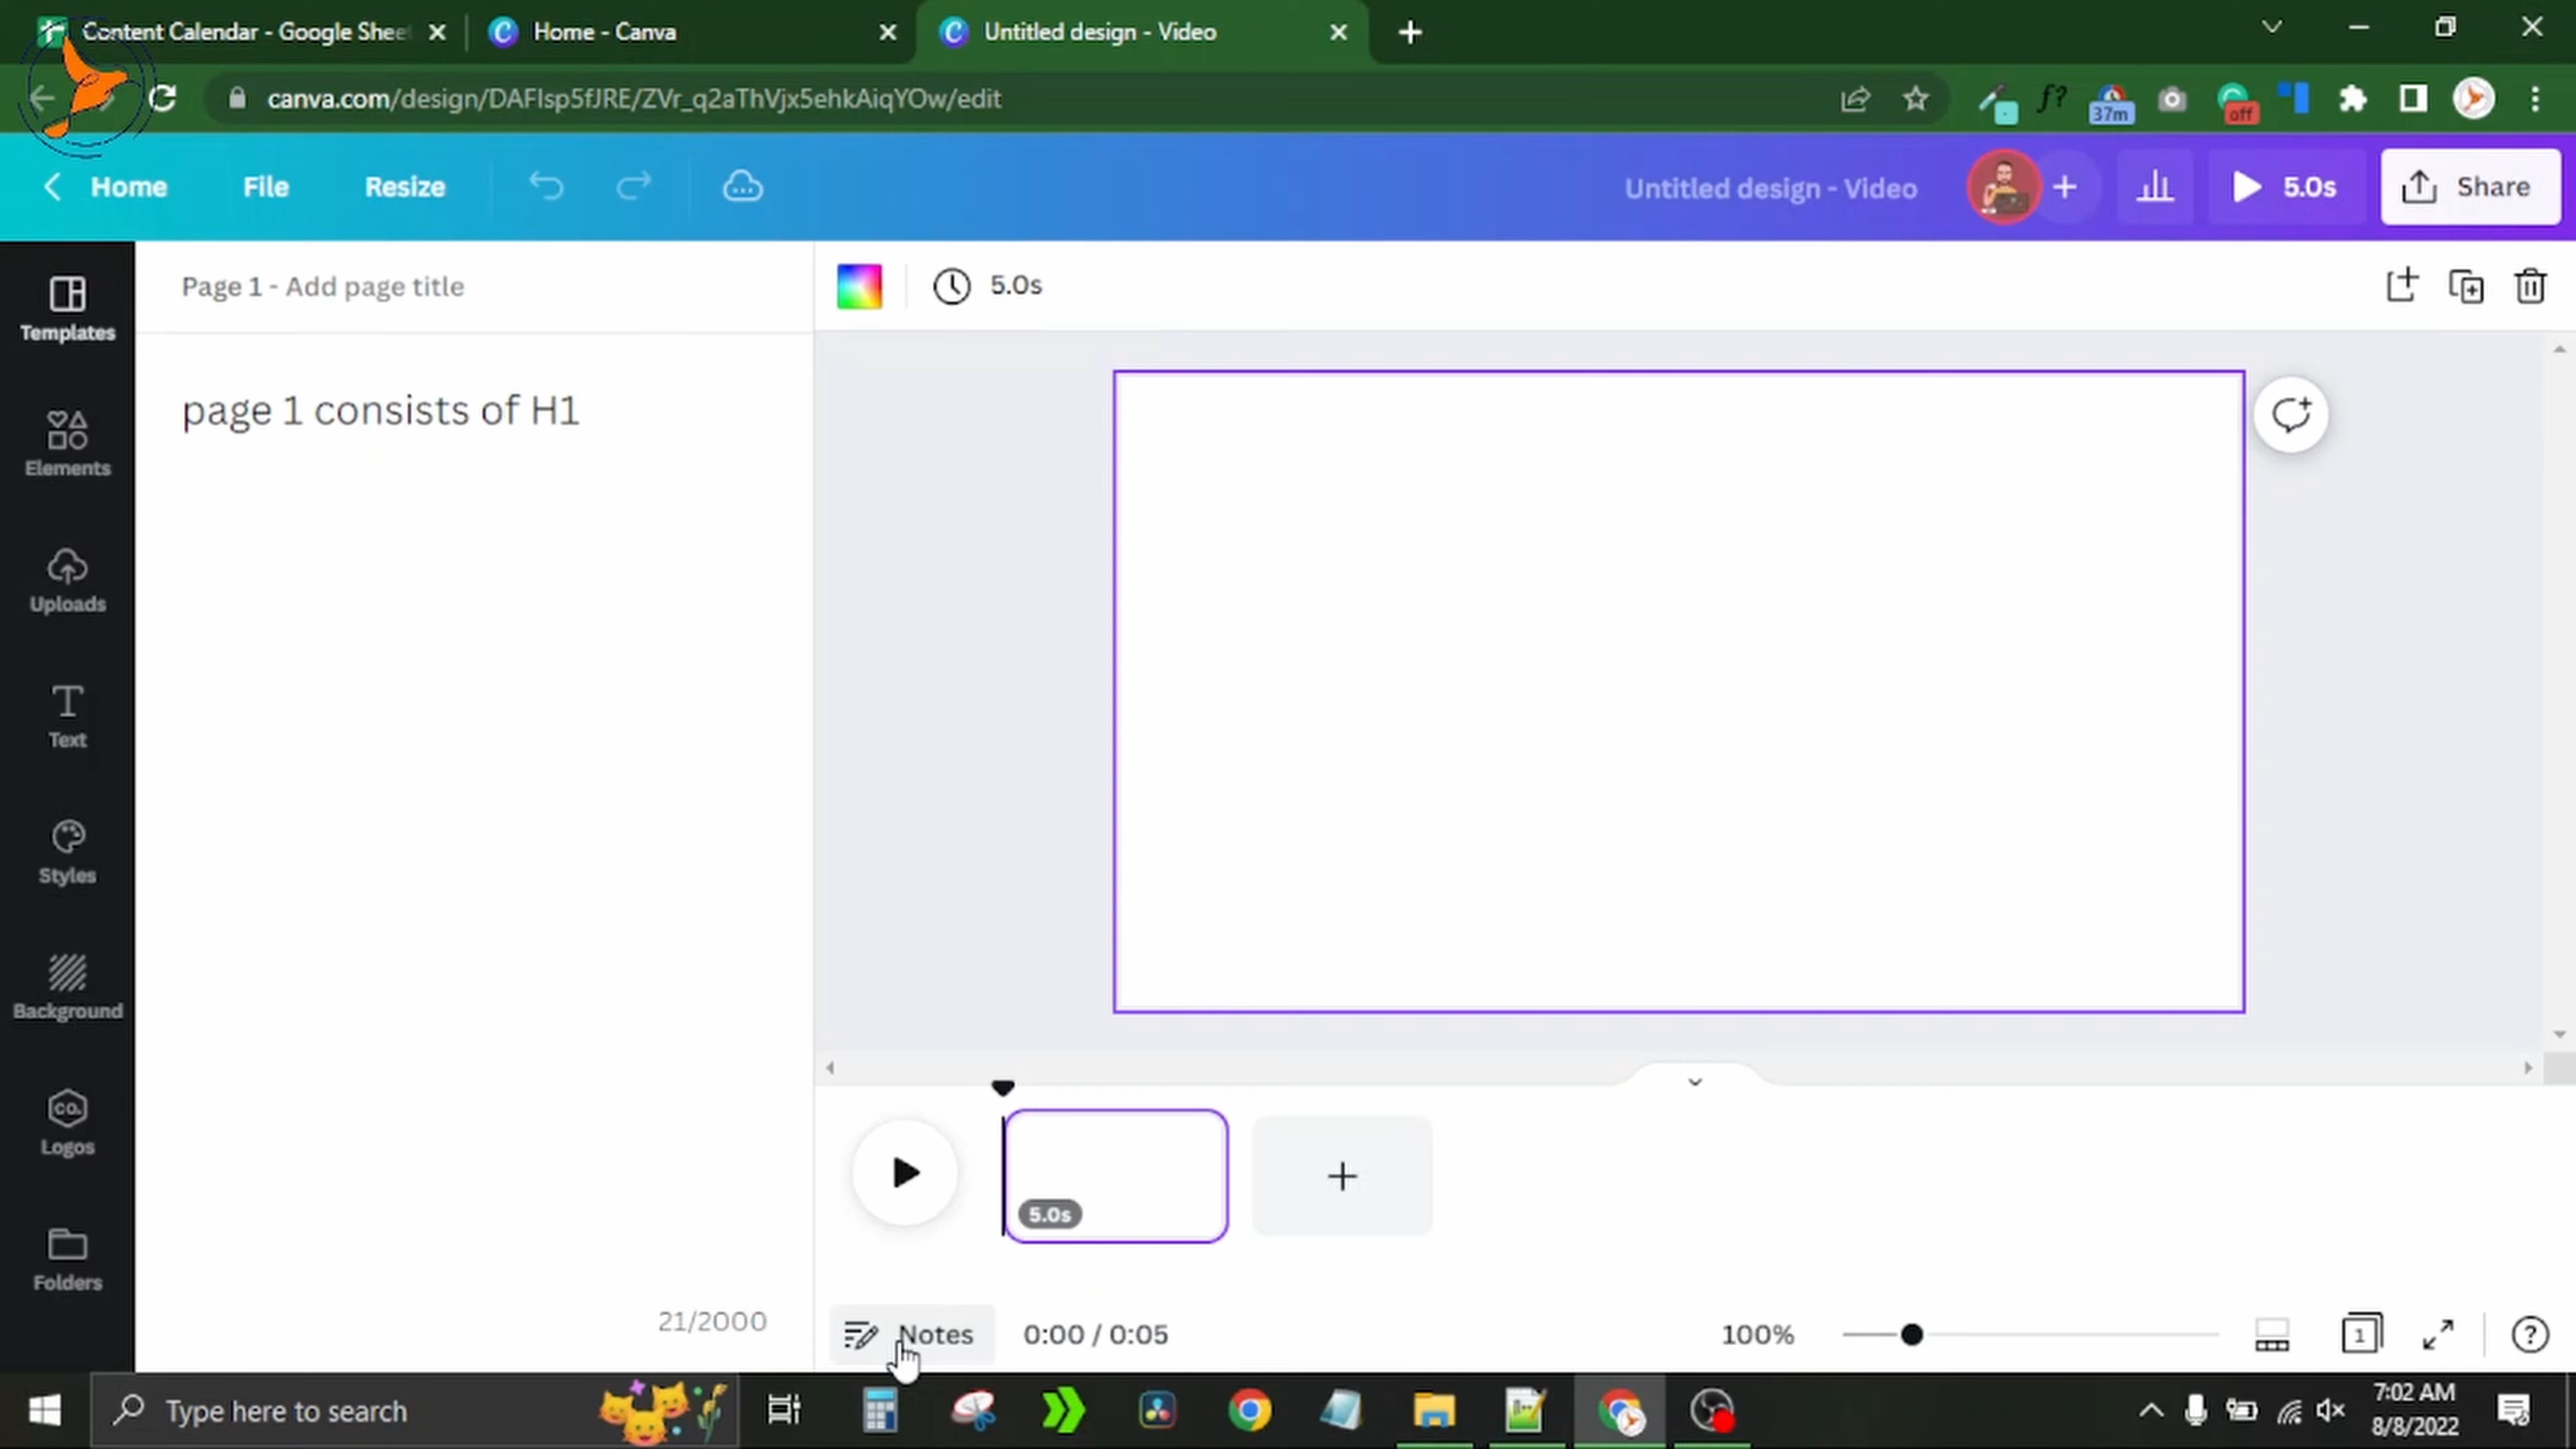 Content Calendar - Google Sheet
Home - Canva
Untitled design - Video
canva.com/design/DAFIsp5fJRE/ZVr_q2aThVjx5ehkAiqYOw/edit
f?
37m
off
Home
File
Resize
Untitled design - Video
5.0s
Share
Templates
Elements
Uploads
Text
Styles
Background
CO.
Logos
Folders
Page 1 - Add page title
page 1 consists of H1
21/2000
5.0s
5.0s
Notes
0:00 / 0:05
100%
1
Type here to search
7:02 AM
8/8/2022